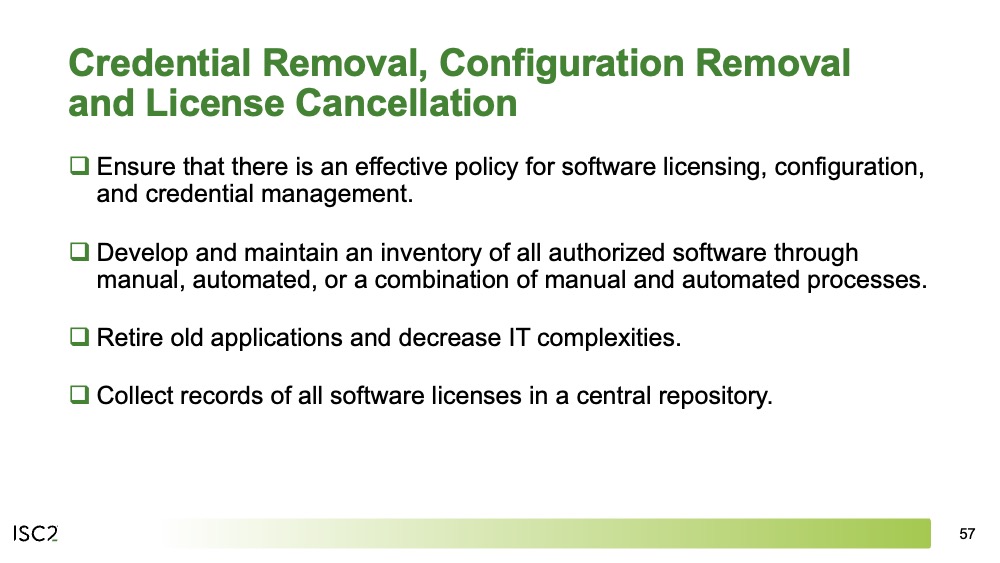 Credential Removal, Configuration Removal
and License Cancellation
Ensure that there is an effective policy for software licensing, configuration,
and credential management.
Develop and maintain an inventory of all authorized software through
manual, automated, or a combination of manual and automated processes.
Retire old applications and decrease IT complexities.
Collect records of all software licenses in a central repository.
ISC2
57